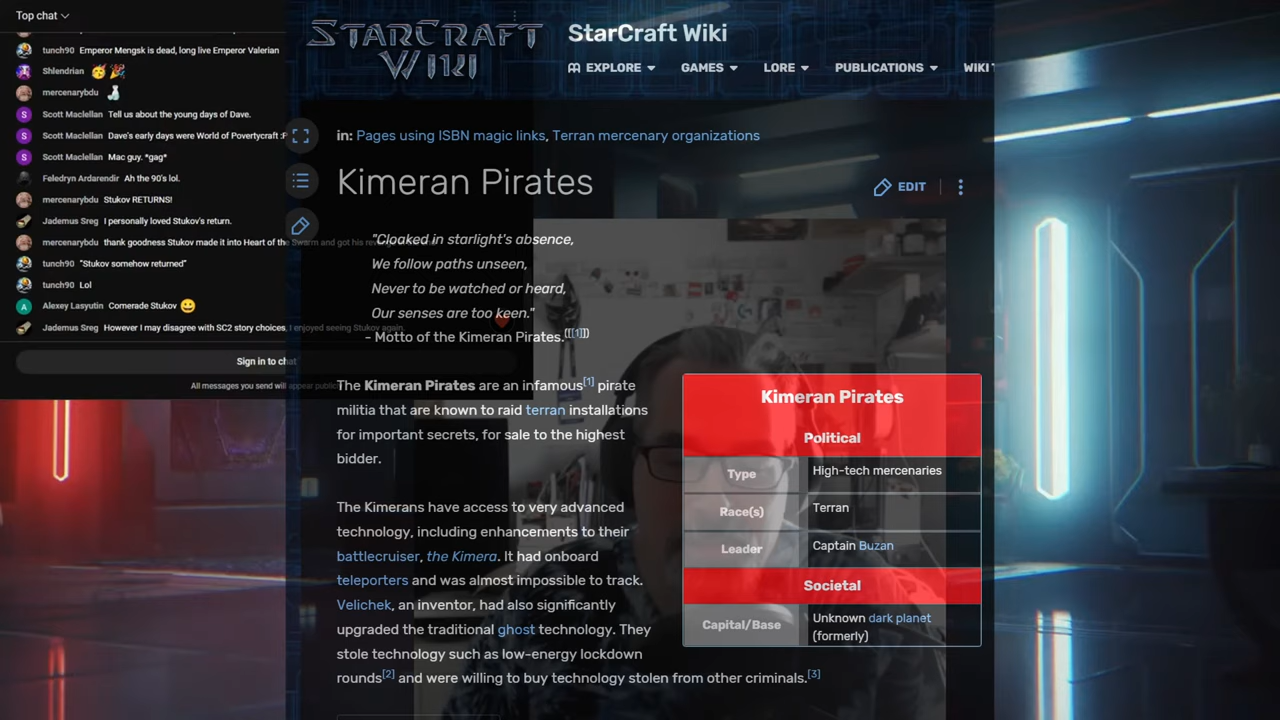 Top chat
tunch90 Emperor Mengsk is dead, long live Emperor Valerian
Shlendrian
mercenarybdu
Scott Maclellan Tell us about the young days of Dave.
Scott Maclellan Dave's early days were World of Povertycraft :P
Scott Maclellan Mac guy. *gag*
Feledryn Ardarendir Ah the 90's lol.
mercenarybdu Stukov RETURNS!
Jademus Sreg I personally loved Stukov's return.
mercenarybdu thank goodness Stukov made it into Heart of the Swarm and got his
tunch90 "Stukov somehow returned"
tunch90 Lol
Alexey Lasyutin Comerade Stukov
Jademus Sreg However I may disagree with SC2 story choices, I enjoyed seeing Stukov again.
Sign in to chat
All messages you send will appear
STARCRAFT
WIKI
StarCraft Wiki
EXPLORE GAMES LORE PUBLICATIONS WIKI
in: Pages using ISBN magic links, Terran mercenary organizations
Kimeran Pirates
EDIT
"Cloaked in starlight's absence,
We follow paths unseen,
Never to be watched or heard,
Our senses are too keen."
- Motto of the Kimeran Pirates.([[1]])
The Kimeran Pirates are an infamous[1] pirate
militia that are known to raid terran installations
for important secrets, for sale to the highest
bidder.
The Kimerans have access to very advanced
technology, including enhancements to their
battlecruiser, the Kimera. It had onboard
teleporters and was almost impossible to track.
Velichek, an inventor, had also significantly
upgraded the traditional ghost technology. They
stole technology such as low-energy lockdown
rounds[2] and were willing to buy technology stolen from other criminals.[3]
Kimeran Pirates
Political
Type High-tech mercenaries
Race(s) Terran
Leader Captain Buzan
Societal
Capital/Base Unknown dark planet
(formerly)